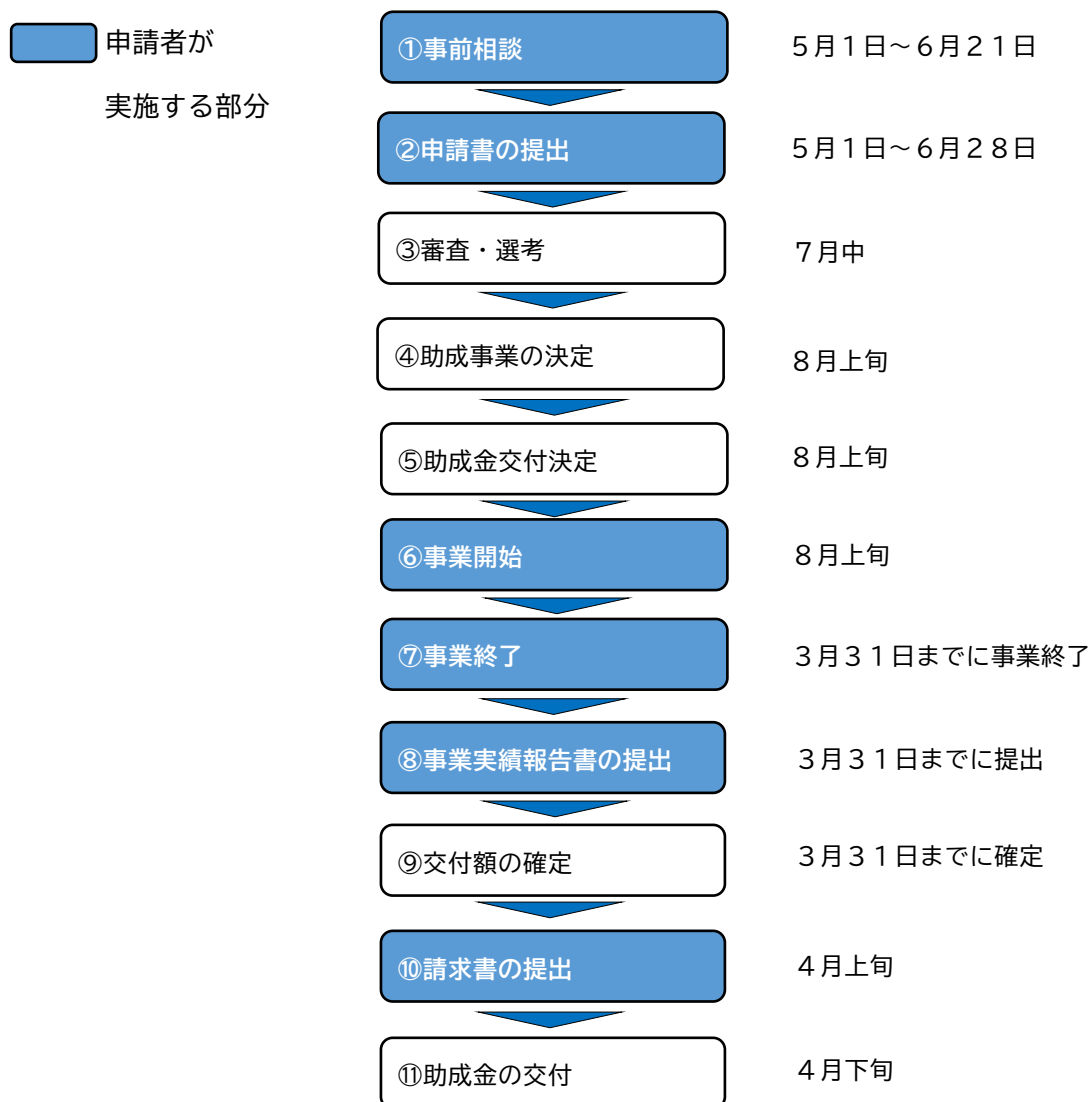 申請者が
実施する部分
①事前相談
５月１日～６月２１日
②申請書の提出
５月１日～６月２８日
③審査・選考
７月中
④助成事業の決定
８月上旬
⑤助成金交付決定
８月上旬
⑥事業開始
８月上旬
⑦事業終了
３月３１日までに事業終了
⑧事業実績報告書の提出
３月３１日までに提出
⑨交付額の確定
３月３１日までに確定
⑩請求書の提出
４月上旬
⑪助成金の交付
４月下旬